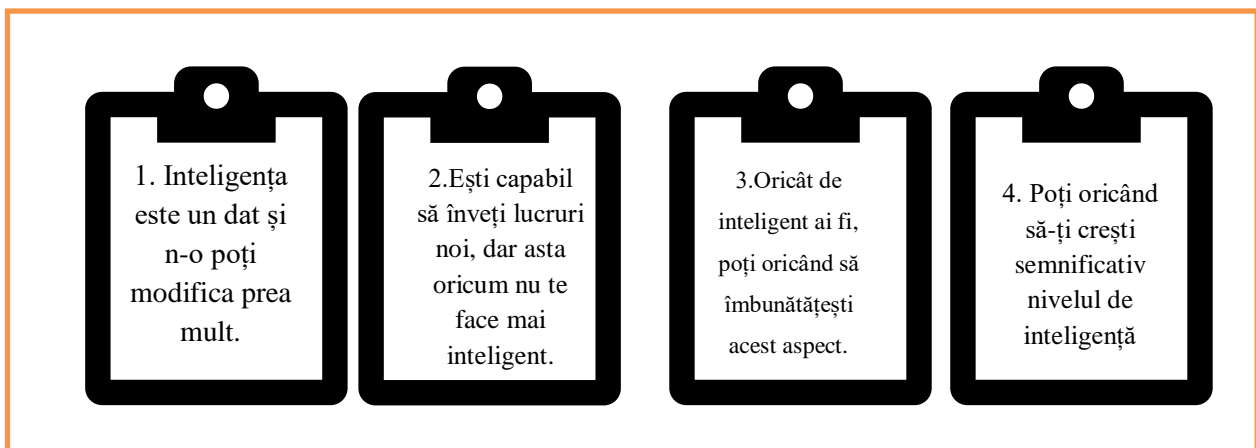 1. Inteligența
este un dat și
n-o poți
modifica prea
mult.
2.Ești capabil
să înveți lucruri
noi, dar asta
oricum nu te
face mai
inteligent.
3.Oricât de
inteligent ai fi,
poți oricând să
îmbunătățești
acest aspect.
4. Poți oricând
să-ți crești
semnificativ
nivelul de
inteligență